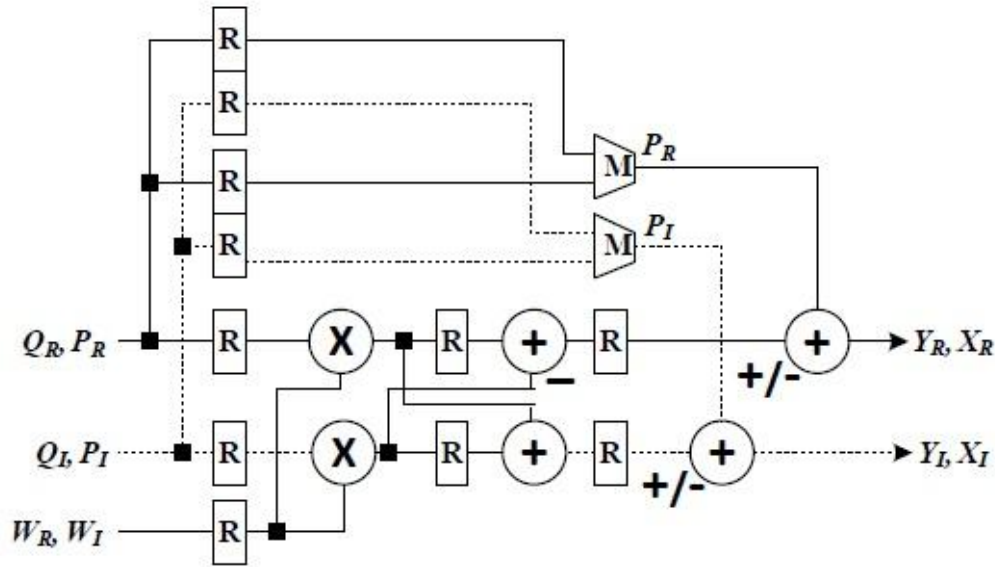 R
R
R
R
M P_R
M P_I
Q_R, P_R R X R + R + Y_R, X_R
−
+/-
Q_I, P_I R X R + R + Y_I, X_I
+/-
W_R, W_I R